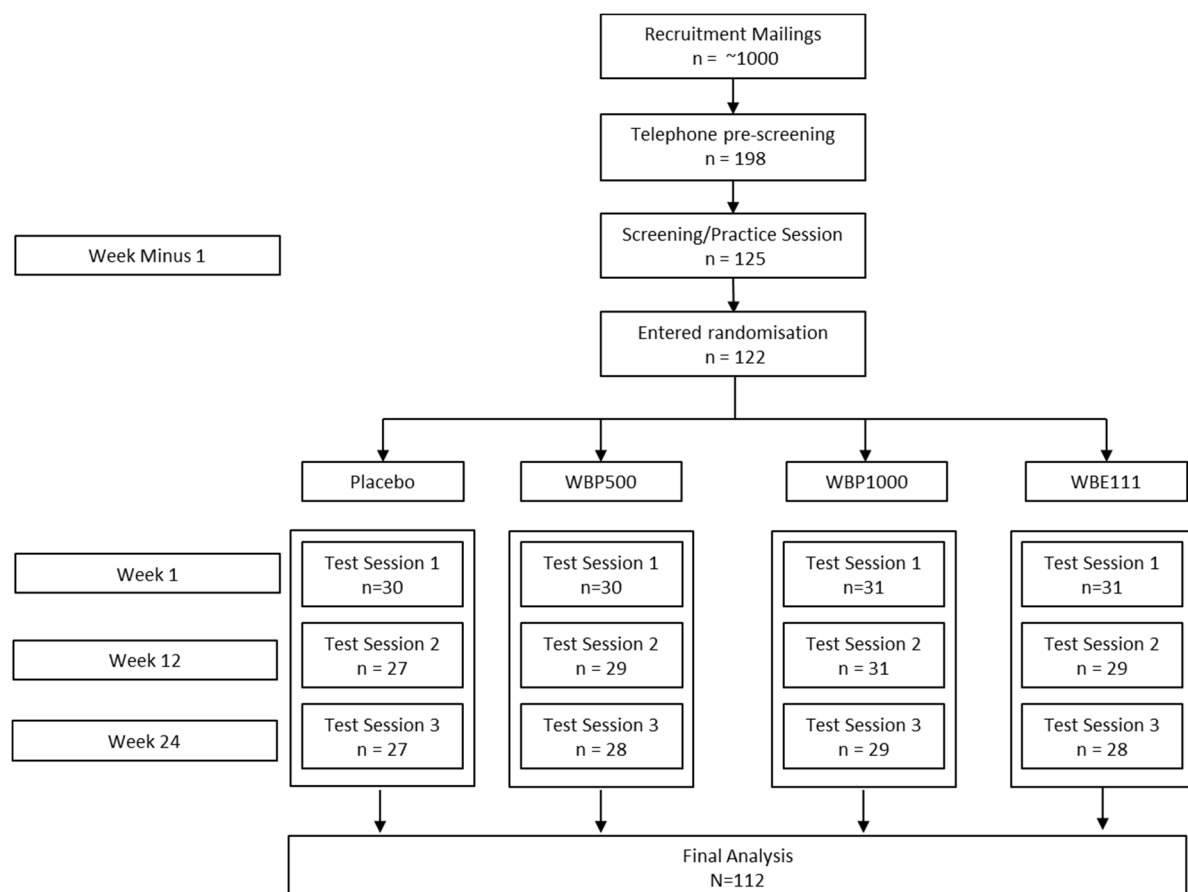 Recruitment Mailings
n = ~1000
Telephone pre-screening
n = 198
Screening/Practice Session
n = 125
Week Minus 1
Entered randomisation
n = 122
Placebo
WBP500
WBP1000
WBE111
Week 1
Test Session 1
n=30
Test Session 1
n=30
Test Session 1
n=31
Test Session 1
n=31
Week 12
Test Session 2
n = 27
Test Session 2
n = 29
Test Session 2
n = 31
Test Session 2
n = 29
Week 24
Test Session 3
n = 27
Test Session 3
n = 28
Test Session 3
n = 29
Test Session 3
n = 28
Final Analysis
N=112